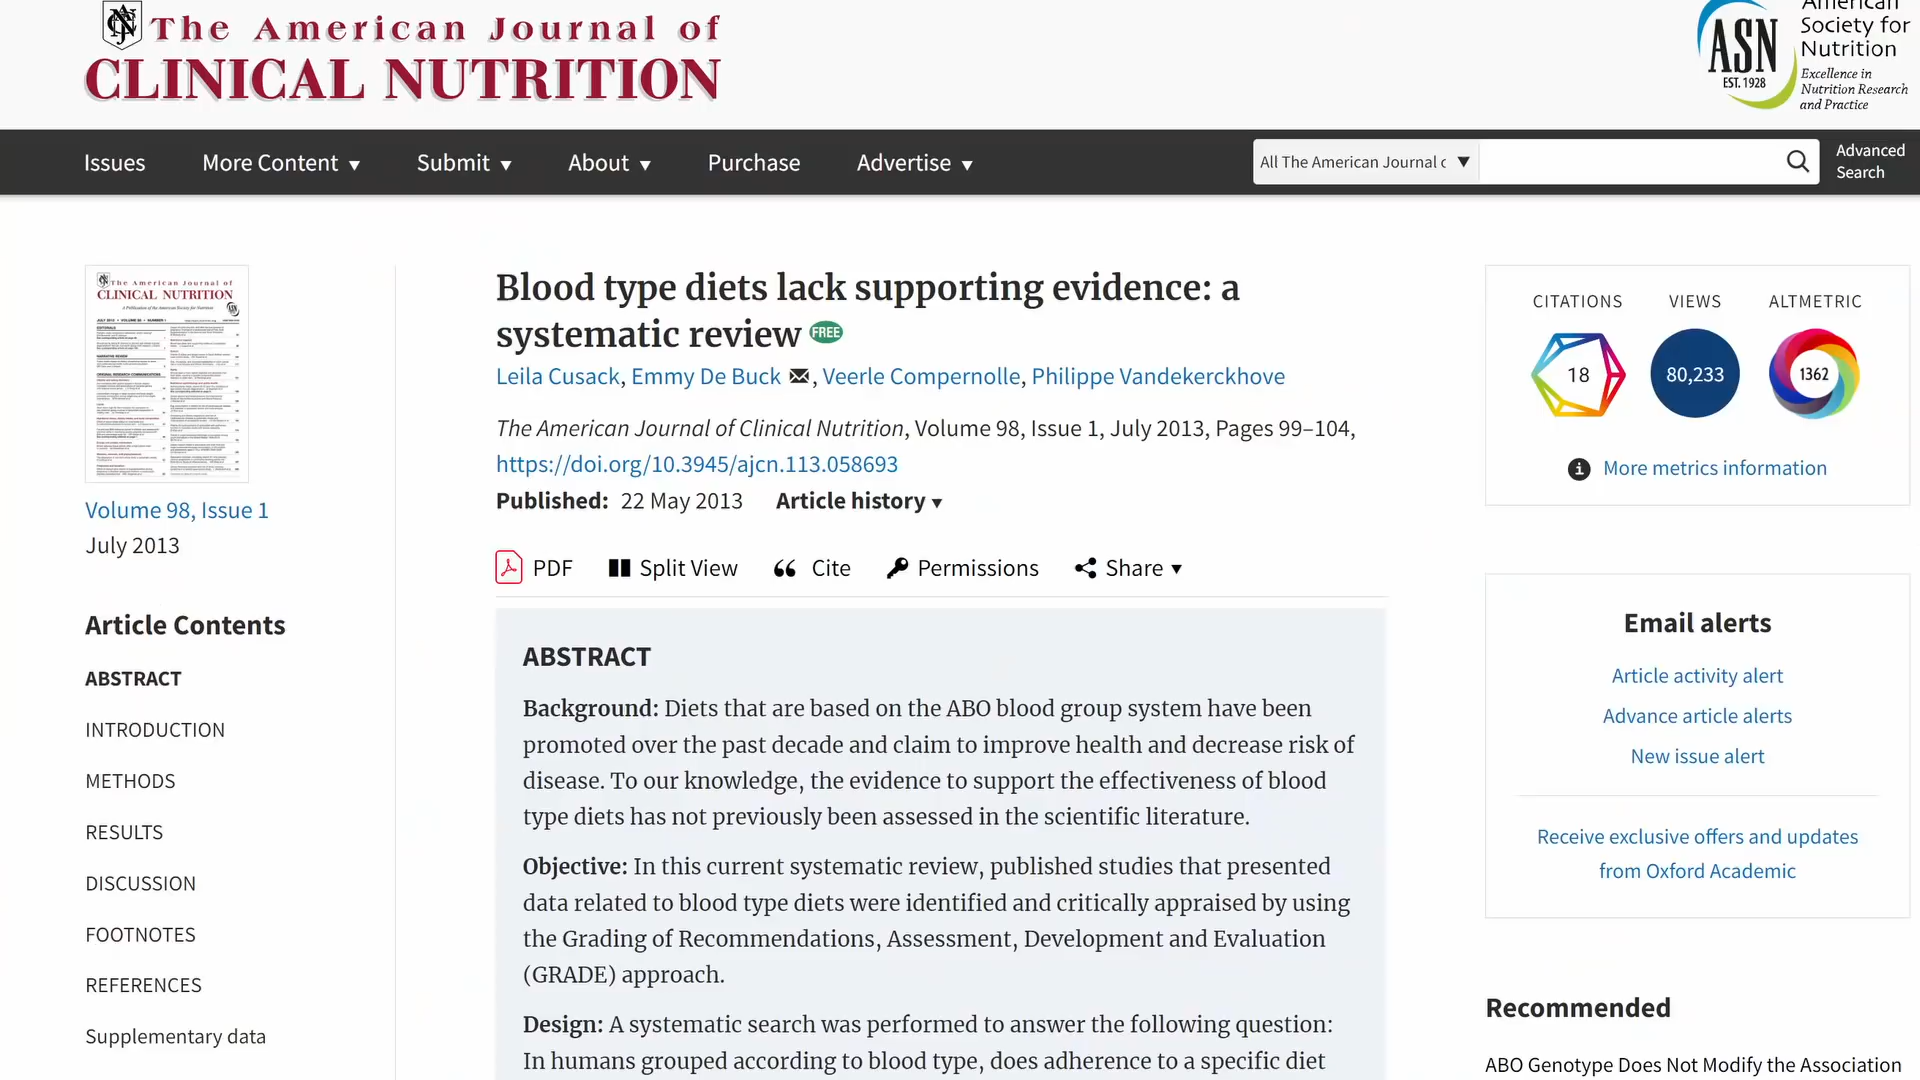 The American Journal of
CLINICAL NUTRITION
American
Society for
Nutrition
ASN
EST. 1928
Excellence in
Nutrition Research
and Practice
Issues
More Content ▼
Submit ▼
About ▼
Purchase
Advertise ▼
All The American Journal c ▼
Advanced
Search
The American Journal of
CLINICAL NUTRITION
Volume 98, Issue 1
July 2013
Article Contents
ABSTRACT
INTRODUCTION
METHODS
RESULTS
DISCUSSION
FOOTNOTES
REFERENCES
Supplementary data
Blood type diets lack supporting evidence: a
systematic review FREE
Leila Cusack, Emmy De Buck, Veerle Compernolle, Philippe Vandekerckhove
The American Journal of Clinical Nutrition, Volume 98, Issue 1, July 2013, Pages 99–104,
https://doi.org/10.3945/ajcn.113.058693
Published: 22 May 2013 Article history ▼
PDF Split View Cite Permissions Share ▼
ABSTRACT
Background: Diets that are based on the ABO blood group system have been
promoted over the past decade and claim to improve health and decrease risk of
disease. To our knowledge, the evidence to support the effectiveness of blood
type diets has not previously been assessed in the scientific literature.
Objective: In this current systematic review, published studies that presented
data related to blood type diets were identified and critically appraised by using
the Grading of Recommendations, Assessment, Development and Evaluation
(GRADE) approach.
Design: A systematic search was performed to answer the following question:
In humans grouped according to blood type, does adherence to a specific diet
CITATIONS VIEWS ALTMETRIC
18 80,233 1362
More metrics information
Email alerts
Article activity alert
Advance article alerts
New issue alert
Receive exclusive offers and updates
from Oxford Academic
Recommended
ABO Genotype Does Not Modify the Association